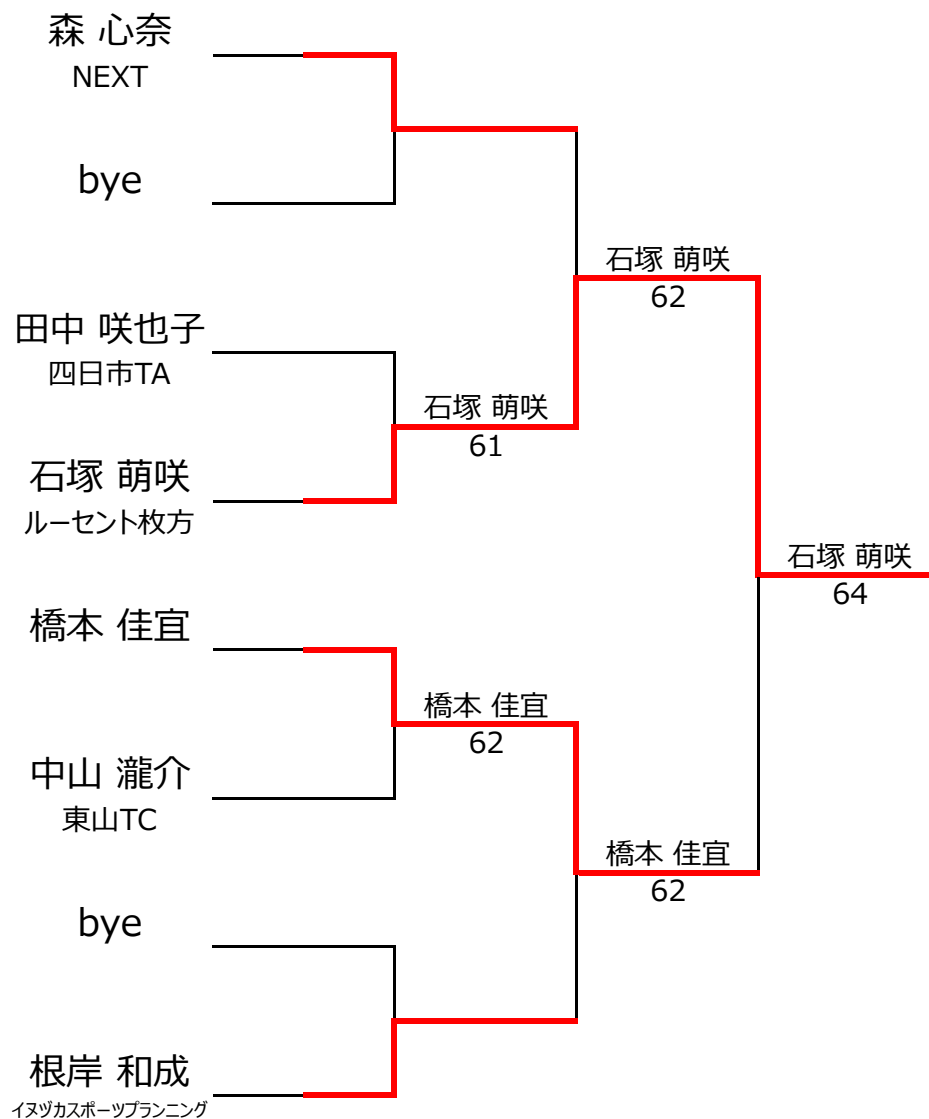 森 心奈
NEXT
bye
田中 咲也子
四日市TA
石塚 萌咲
ルーセント枚方
橋本 佳宜
中山 瀧介
東山TC
bye
根岸 和成
イヌヅカスポーツプランニング
石塚 萌咲
61
橋本 佳宜
62
石塚 萌咲
62
橋本 佳宜
62
石塚 萌咲
64